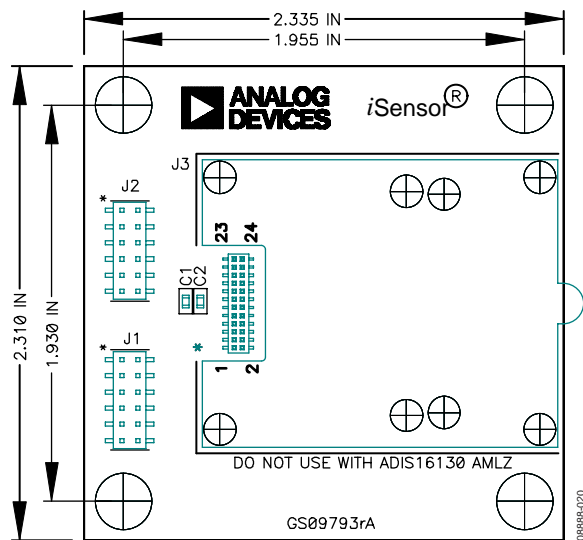 2.335 IN
1.955 IN
ANALOG
DEVICES
iSensor®
J3
J2
*
23 24
C1
C2
2.310 IN
1.930 IN
J1
*
*
1 2
DO NOT USE WITH ADIS16130 AMLZ
GS09793rA
08888-020